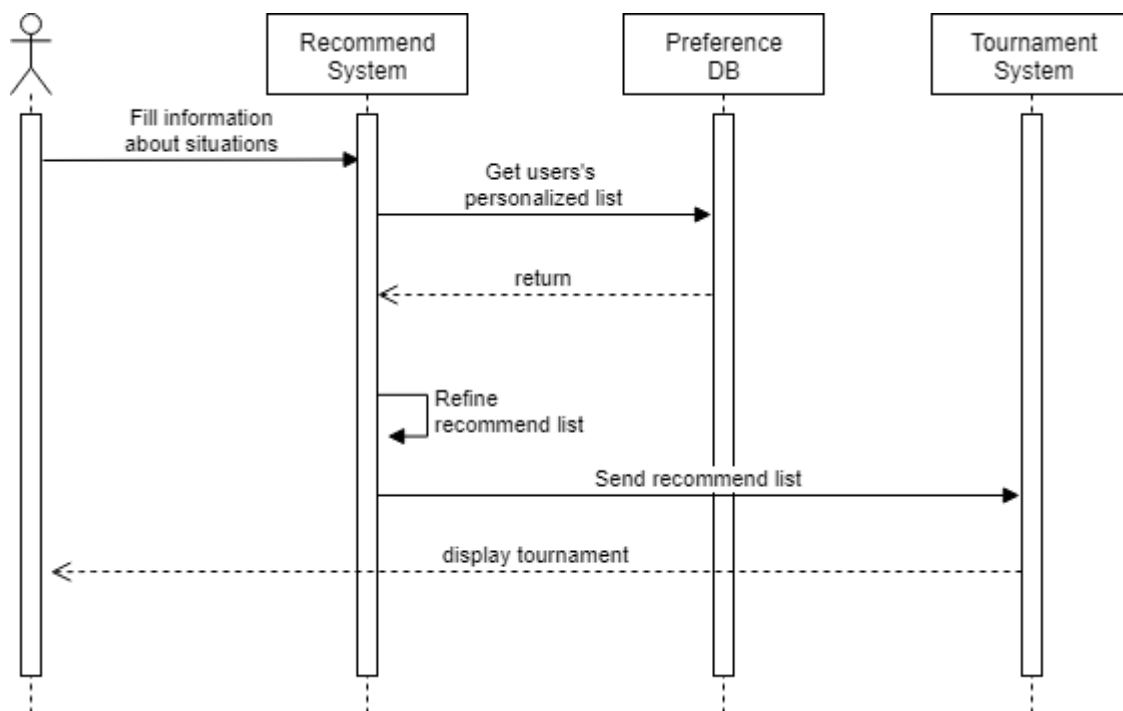 Recommend
System
Preference
DB
Tournament
System
Fill information
about situations
Get users's
personalized list
return
Refine
recommend list
Send recommend list
display tournament